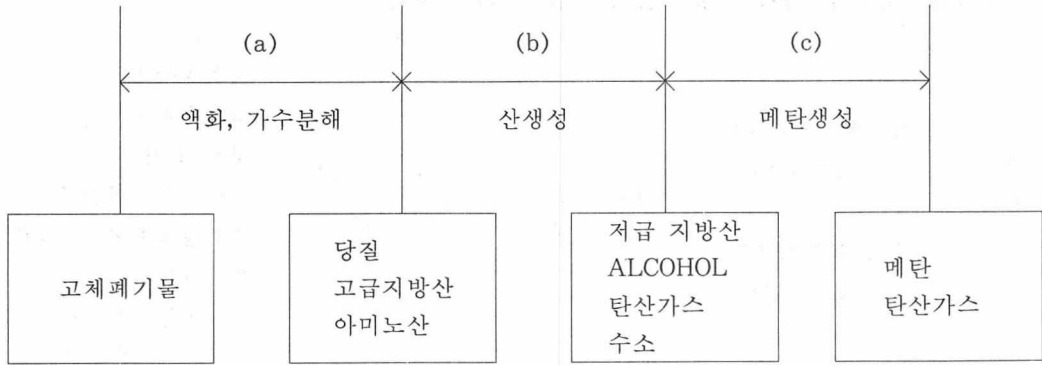 (a)
(b)
(c)
액화, 가수분해
산생성
메탄생성
고체폐기물
당질
고급지방산
아미노산
저급 지방산
ALCOHOL
탄산가스
수소
메탄
탄산가스